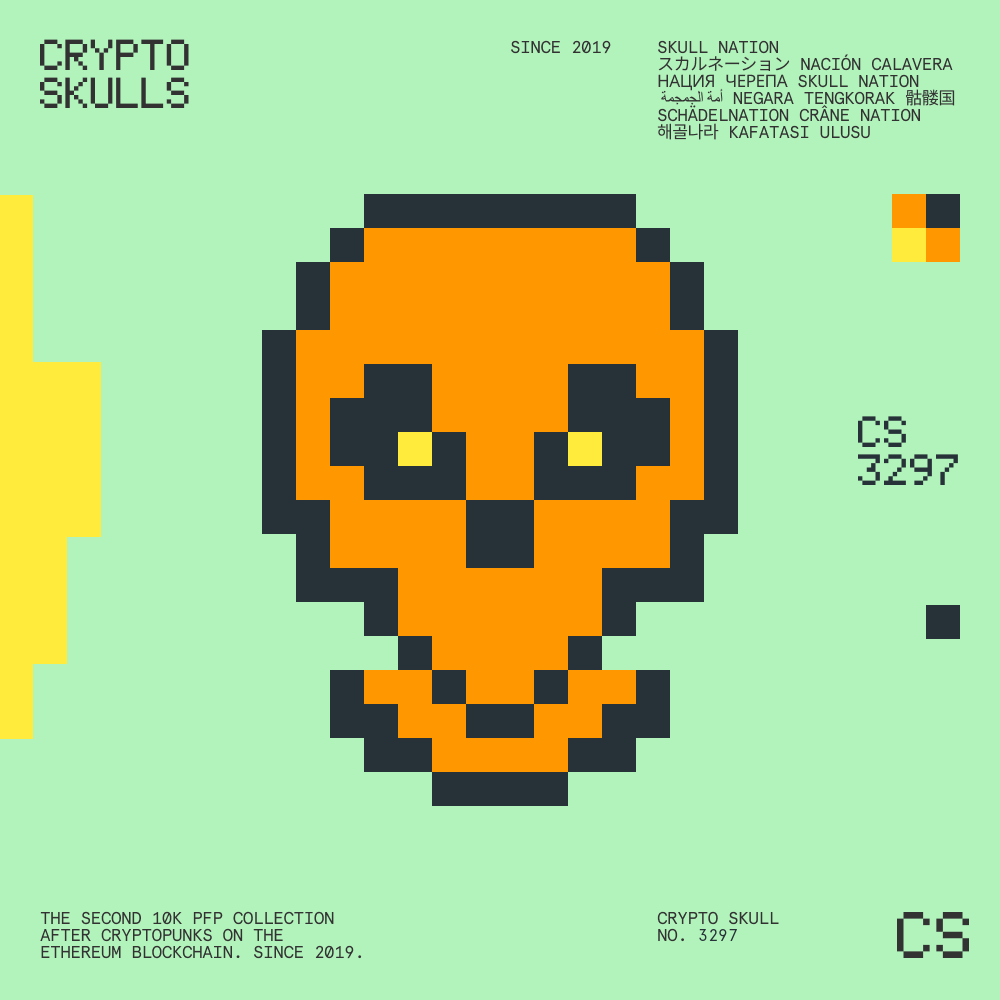 CRYPTO
SKULLS
SINCE 2019
SKULL NATION
スカルネーション NACIÓN CALAVERA
НАЦИЯ ЧЕРЕПА SKULL NATION
أمة الجمجمة NEGARA TENGKORAK 骷髅国
SCHÄDELNATION CRÂNE NATION
해골나라 KAFATASI ULUSU
CS
3297
THE SECOND 10K PFP COLLECTION
AFTER CRYPTOPUNKS ON THE
ETHEREUM BLOCKCHAIN. SINCE 2019.
CRYPTO SKULL
NO. 3297
CS